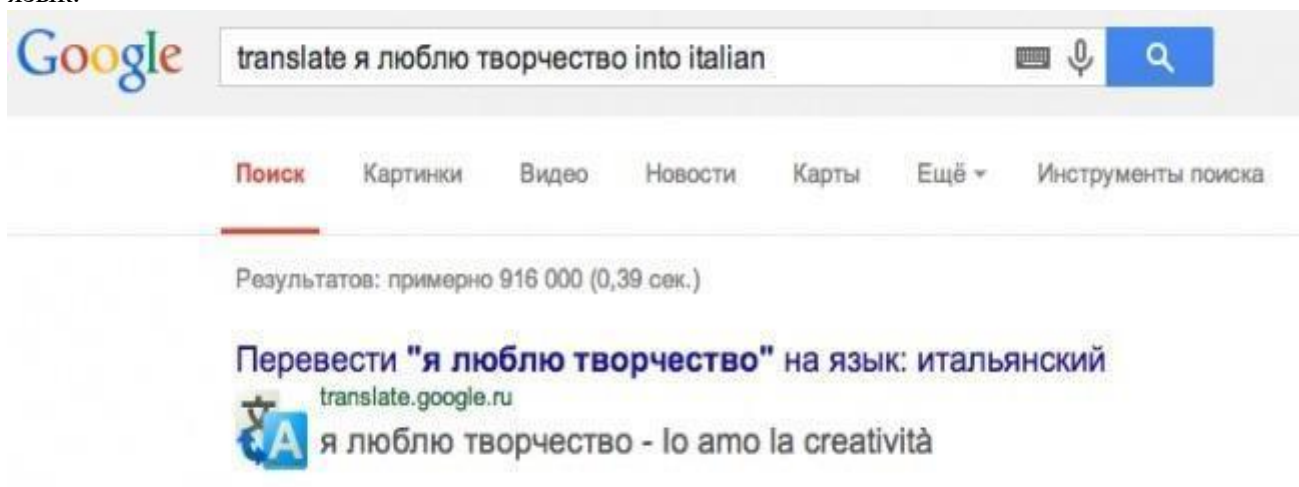 язык.
Google
translate я люблю творчество into italian
Поиск Картинки Видео Новости Карты Ещё Инструменты поиска
Результатов: примерно 916 000 (0,39 сек.)
Перевести "я люблю творчество" на язык: итальянский
translate.google.ru
я люблю творчество - Io amo la creatività